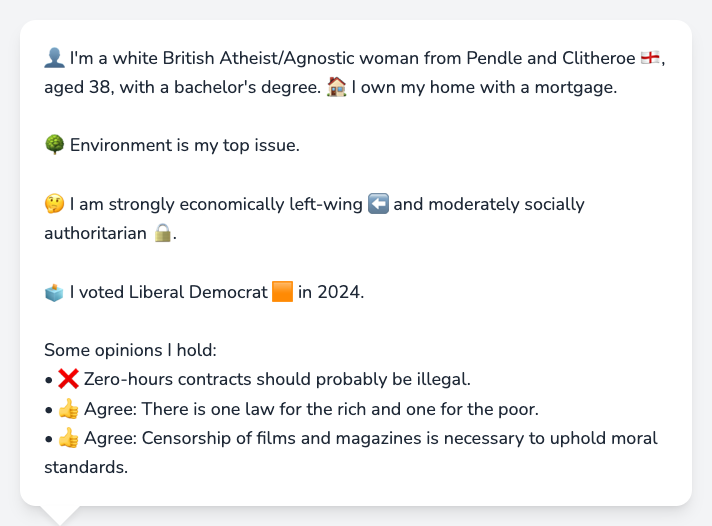 👤 I'm a white British Atheist/Agnostic woman from Pendle and Clitheroe 🏴󠁧󠁢󠁥󠁮󠁧󠁿,
aged 38, with a bachelor's degree. 🏠 I own my home with a mortgage.
🌳 Environment is my top issue.
🤔 I am strongly economically left-wing ⬅️ and moderately socially
authoritarian 🔒.
🗳️ I voted Liberal Democrat 🟧 in 2024.
Some opinions I hold:
• ❌ Zero-hours contracts should probably be illegal.
• 👍 Agree: There is one law for the rich and one for the poor.
• 👍 Agree: Censorship of films and magazines is necessary to uphold moral
standards.